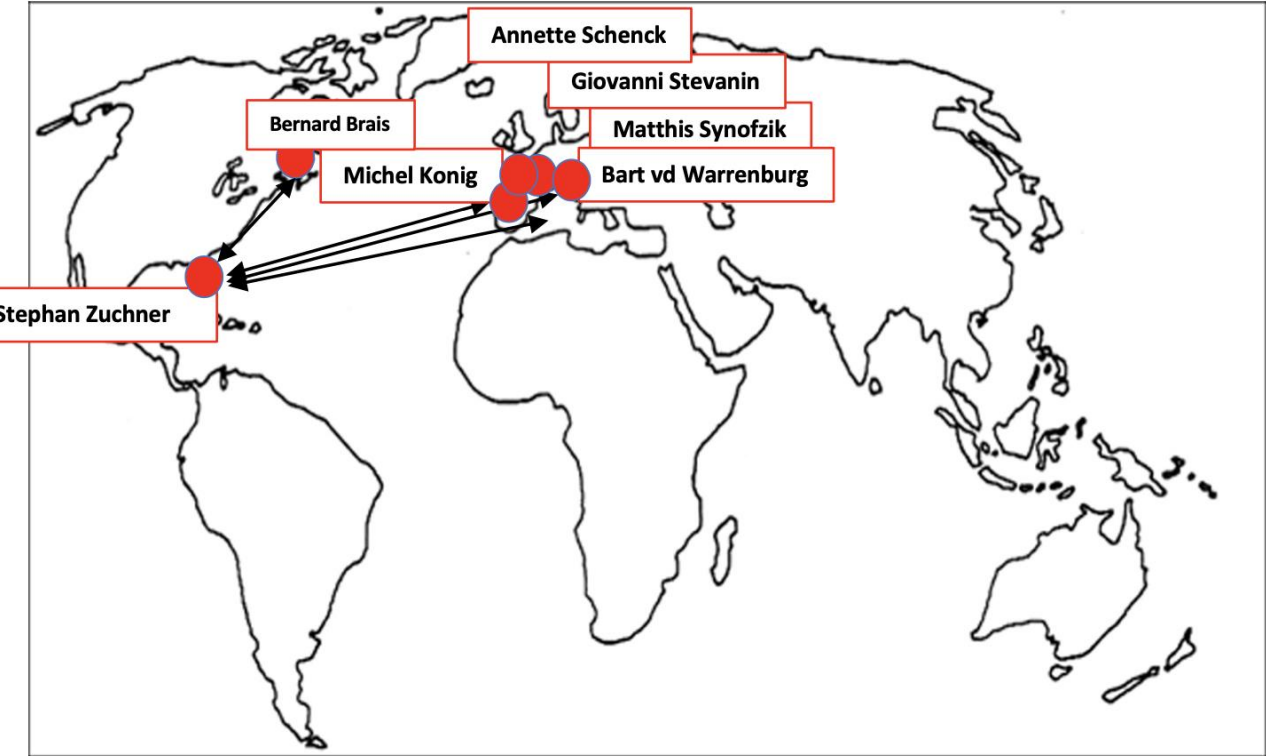 Annette Schenck
Giovanni Stevanin
Bernard Brais
Matthis Synofzik
Michel Konig
Bart vd Warrenburg
Stephan Zuchner